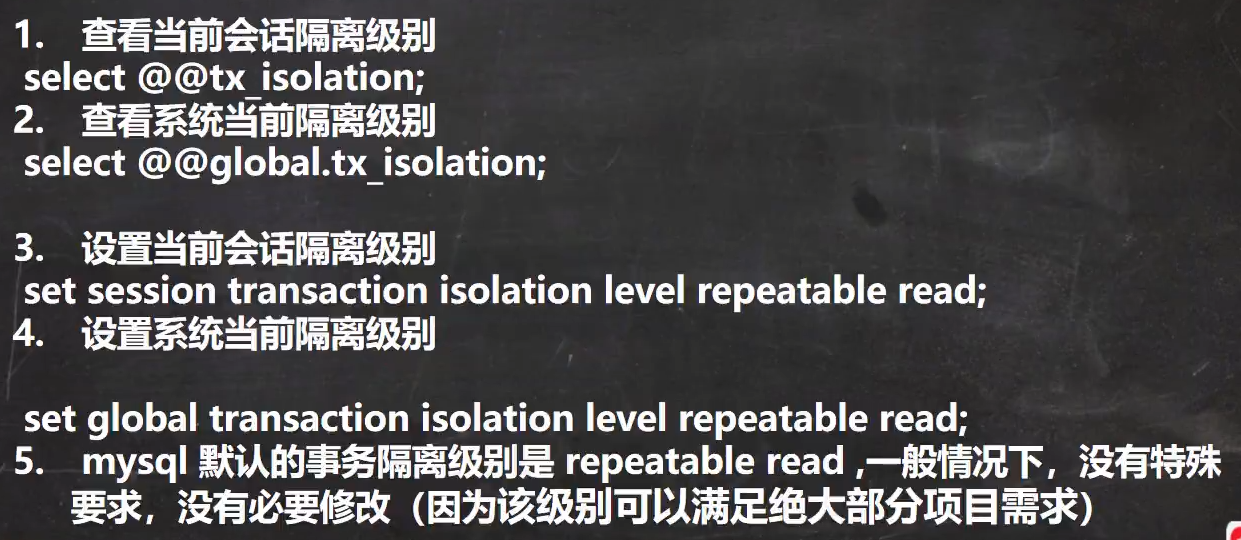 1. 查看当前会话隔离级别
select @@tx_isolation;
2. 查看系统当前隔离级别
select @@global.tx_isolation;
3. 设置当前会话隔离级别
set session transaction isolation level repeatable read;
4. 设置系统当前隔离级别
set global transaction isolation level repeatable read;
5. mysql 默认的事务隔离级别是 repeatable read ,一般情况下，没有特殊
要求，没有必要修改（因为该级别可以满足绝大部分项目需求）